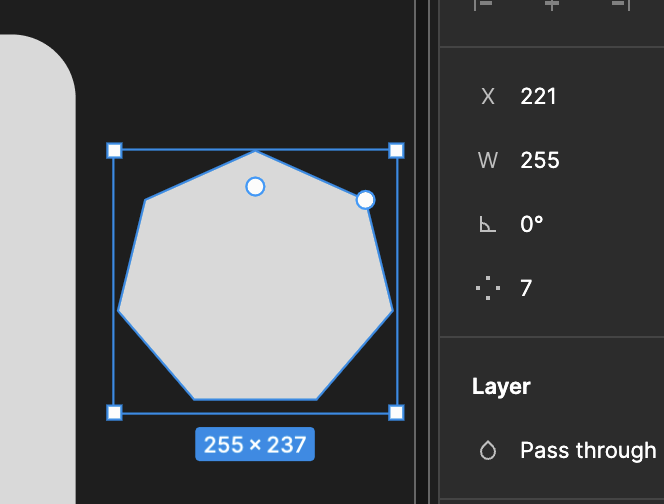 X 221
W 255
0°
7
255 × 237
Layer
Pass through